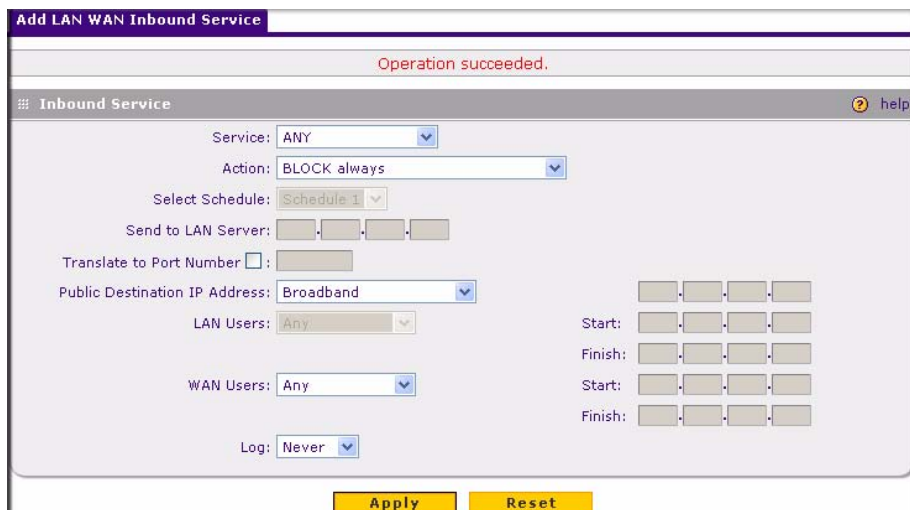 Add LAN WAN Inbound Service
Operation succeeded.
Inbound Service
help
Service: ANY
Action: BLOCK always
Select Schedule: Schedule 1
Send to LAN Server:
Translate to Port Number :
Public Destination IP Address: Broadband
LAN Users: Any Start:
Finish:
WAN Users: Any Start:
Finish:
Log: Never
Apply Reset